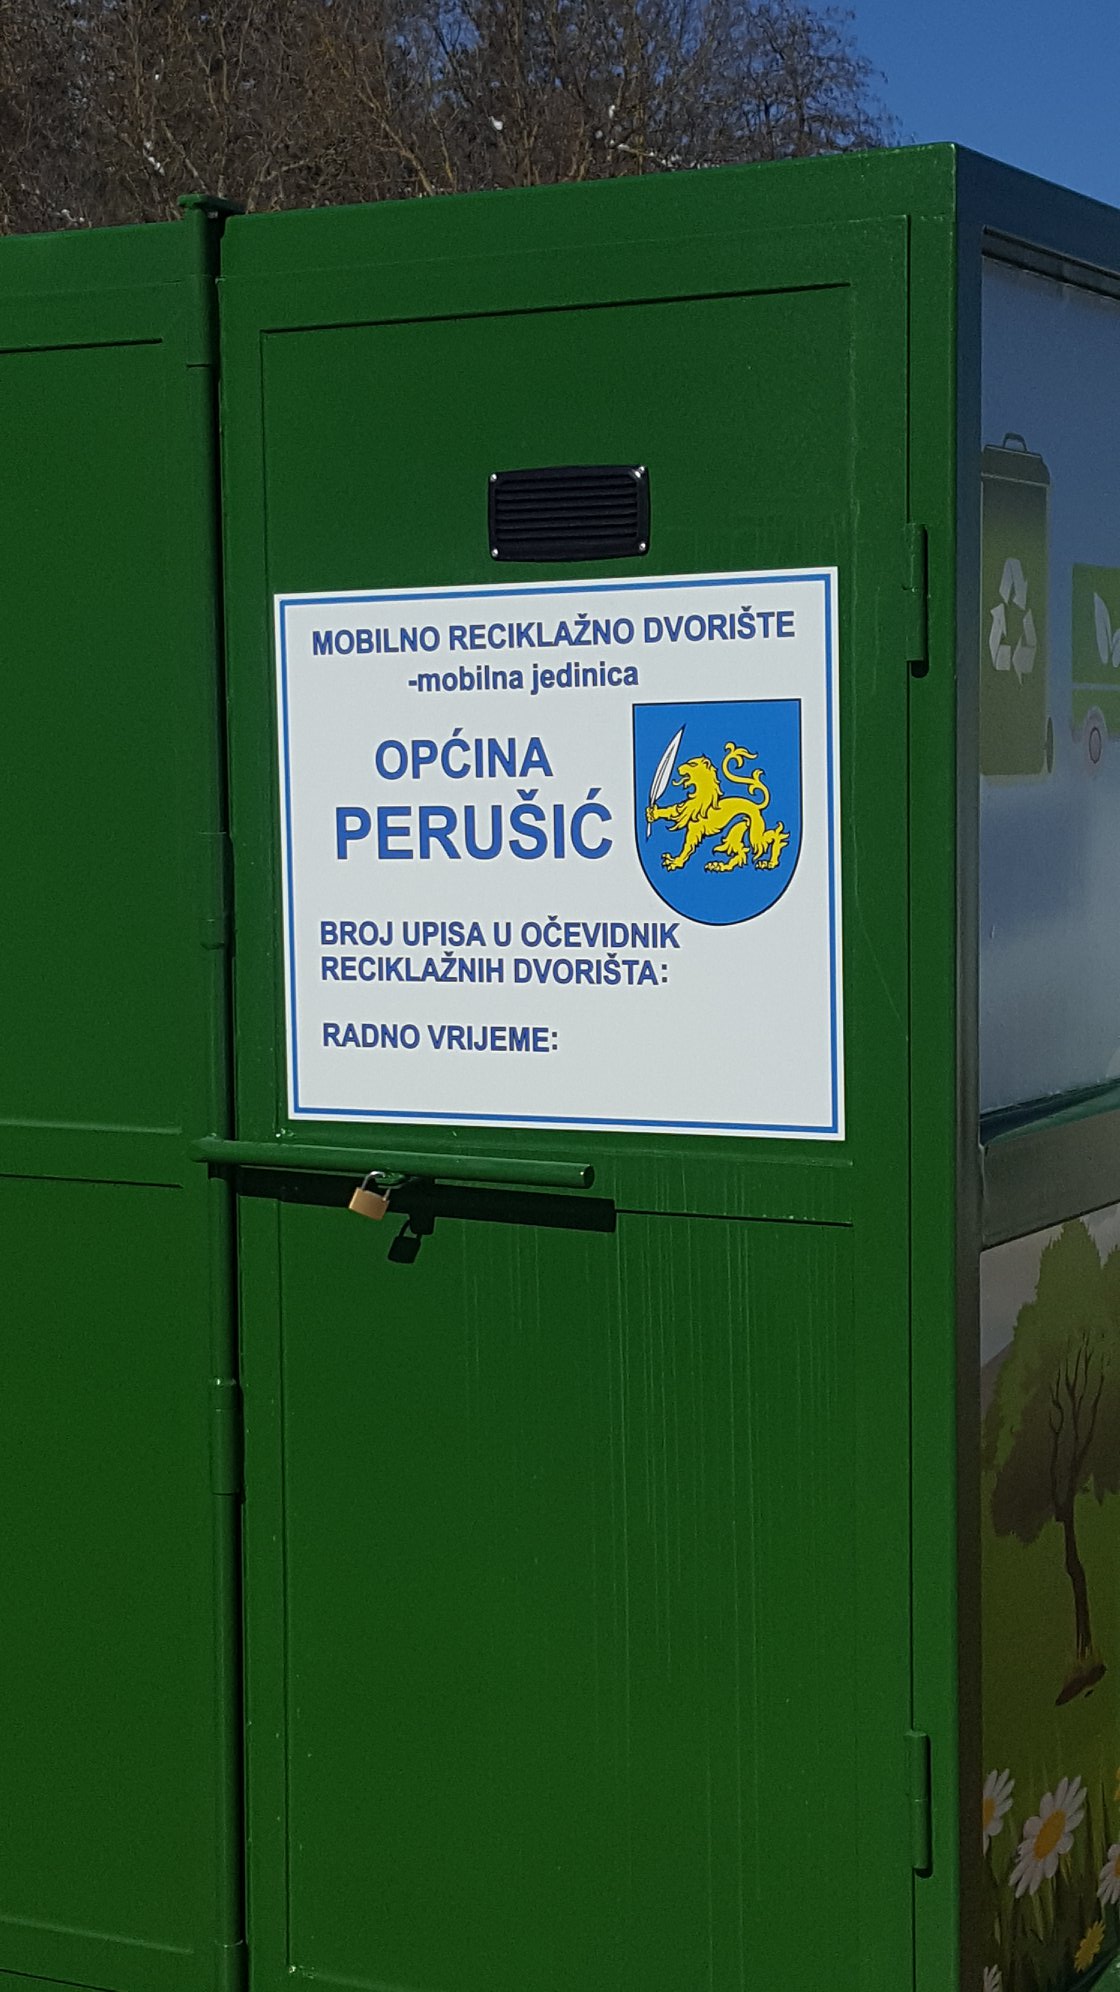 MOBILNO RECIKLAŽNO DVORIŠTE
-mobilna jedinica
OPĆINA
PERUŠIĆ
BROJ UPISA U OČEVIDNIK
RECIKLAŽNIH DVORIŠTA:
RADNO VRIJEME: